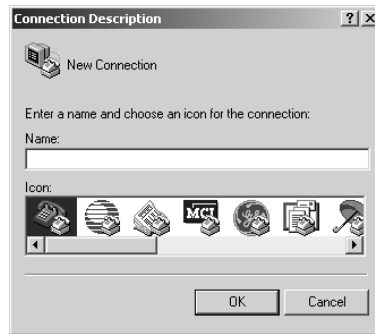 Connection Description
New Connection
Enter a name and choose an icon for the connection:
Name:
Icon:
MCI
OK
Cancel